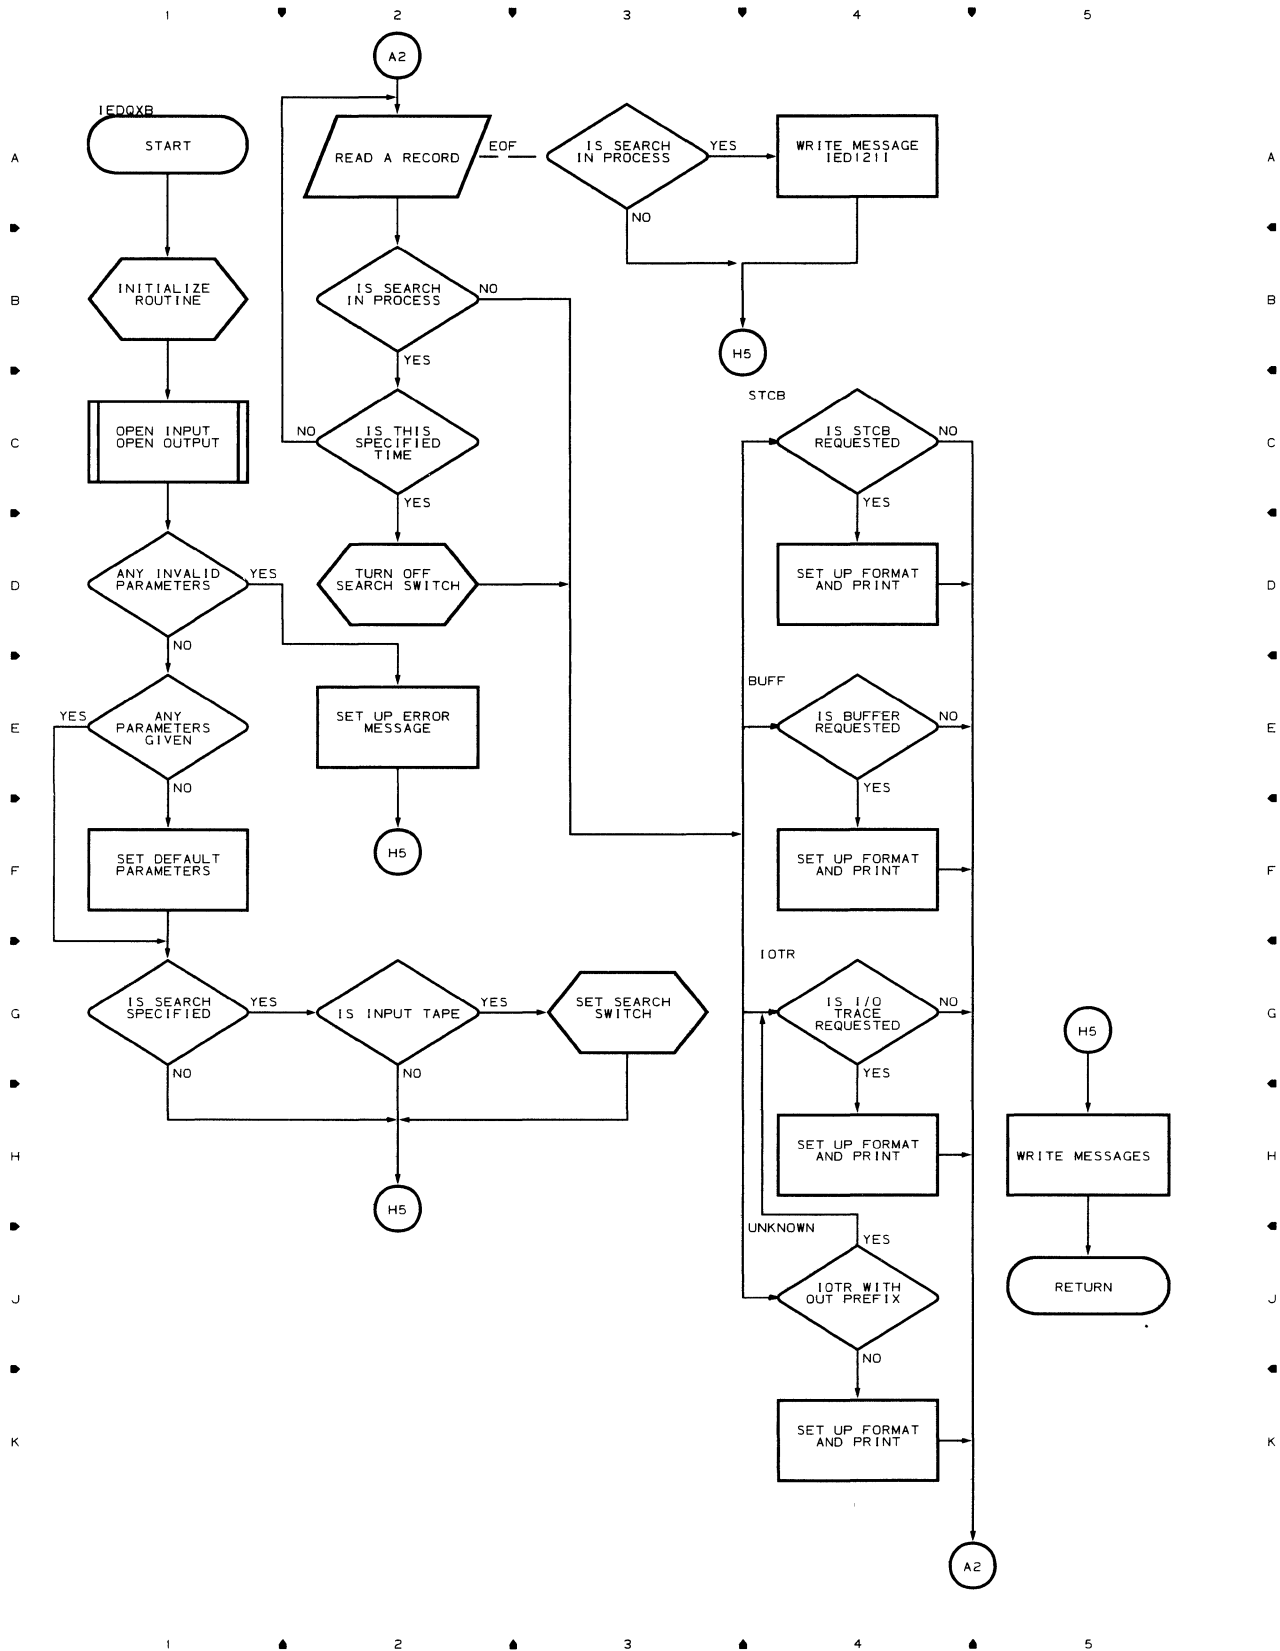 1 2 3 4 5
A2
IEDQXB
START
A
READ A RECORD
EOF
IS SEARCH
IN PROCESS
YES
WRITE MESSAGE
IED121I
A
NO
INITIALIZE
ROUTINE
B
IS SEARCH
IN PROCESS
NO
B
YES
H5
STCB
OPEN INPUT
OPEN OUTPUT
C
NO
IS THIS
SPECIFIED
TIME
IS STCB
REQUESTED
NO
C
YES
YES
ANY INVALID
PARAMETERS
YES
D
TURN OFF
SEARCH SWITCH
SET UP FORMAT
AND PRINT
D
NO
BUFF
YES
ANY
PARAMETERS
GIVEN
E
SET UP ERROR
MESSAGE
IS BUFFER
REQUESTED
NO
E
NO
YES
SET DEFAULT
PARAMETERS
F
H5
SET UP FORMAT
AND PRINT
F
IOTR
IS SEARCH
SPECIFIED
YES
G
IS INPUT TAPE
YES
SET SEARCH
SWITCH
IS I/O
TRACE
REQUESTED
NO
G
H5
NO
NO
YES
H
SET UP FORMAT
AND PRINT
WRITE MESSAGES
H
H5
UNKNOWN
YES
J
IOTR WITH
OUT PREFIX
RETURN
J
NO
K
SET UP FORMAT
AND PRINT
K
A2
1 2 3 4 5